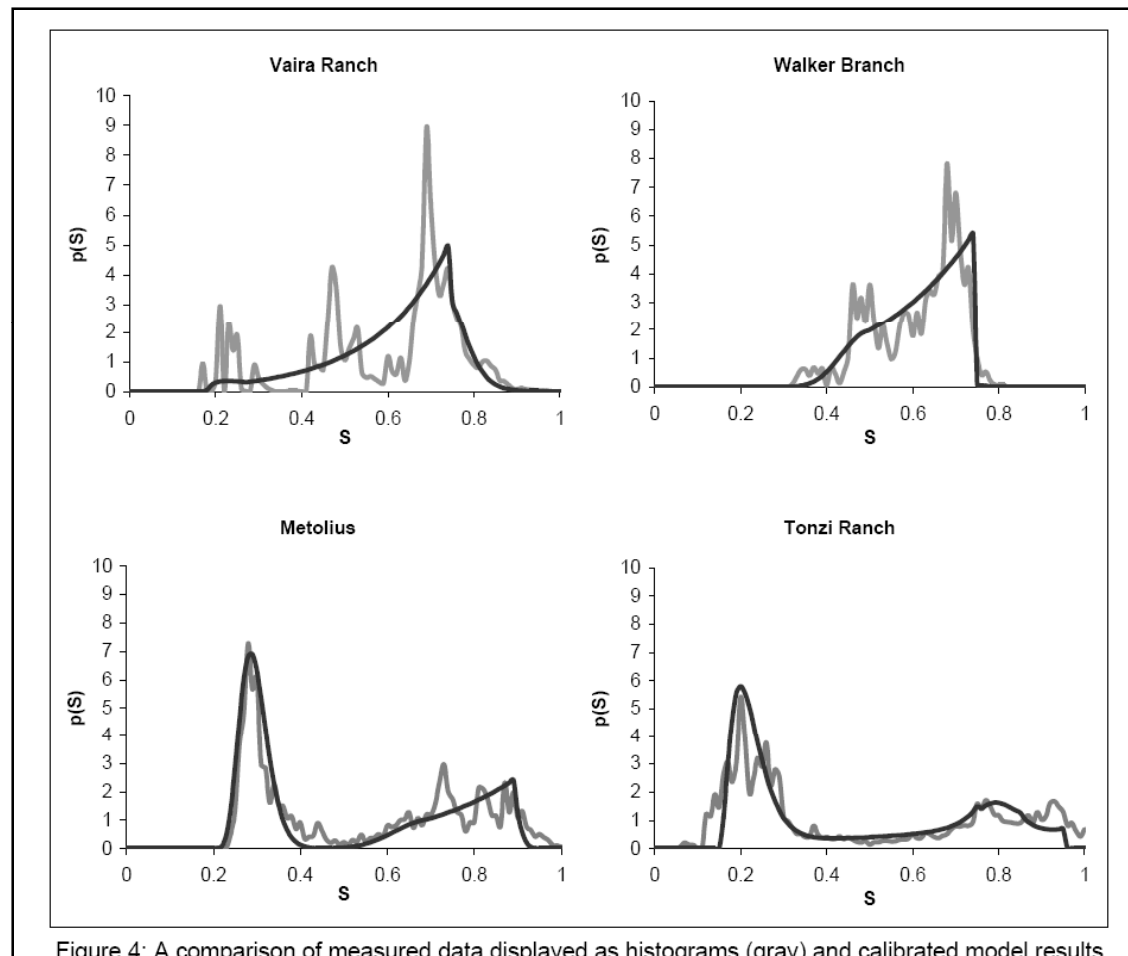 Vaira Ranch
10
9
8
7
6
5
4
3
2
1
0
p(S)
0 0.2 0.4 0.6 0.8 1
S
Walker Branch
10
9
8
7
6
5
4
3
2
1
0
p(S)
0 0.2 0.4 0.6 0.8 1
S
Metolius
10
9
8
7
6
5
4
3
2
1
0
p(S)
0 0.2 0.4 0.6 0.8 1
S
Tonzi Ranch
10
9
8
7
6
5
4
3
2
1
0
p(S)
0 0.2 0.4 0.6 0.8 1
S
Figure 4: A comparison of measured data displayed as histograms (gray) and calibrated model results